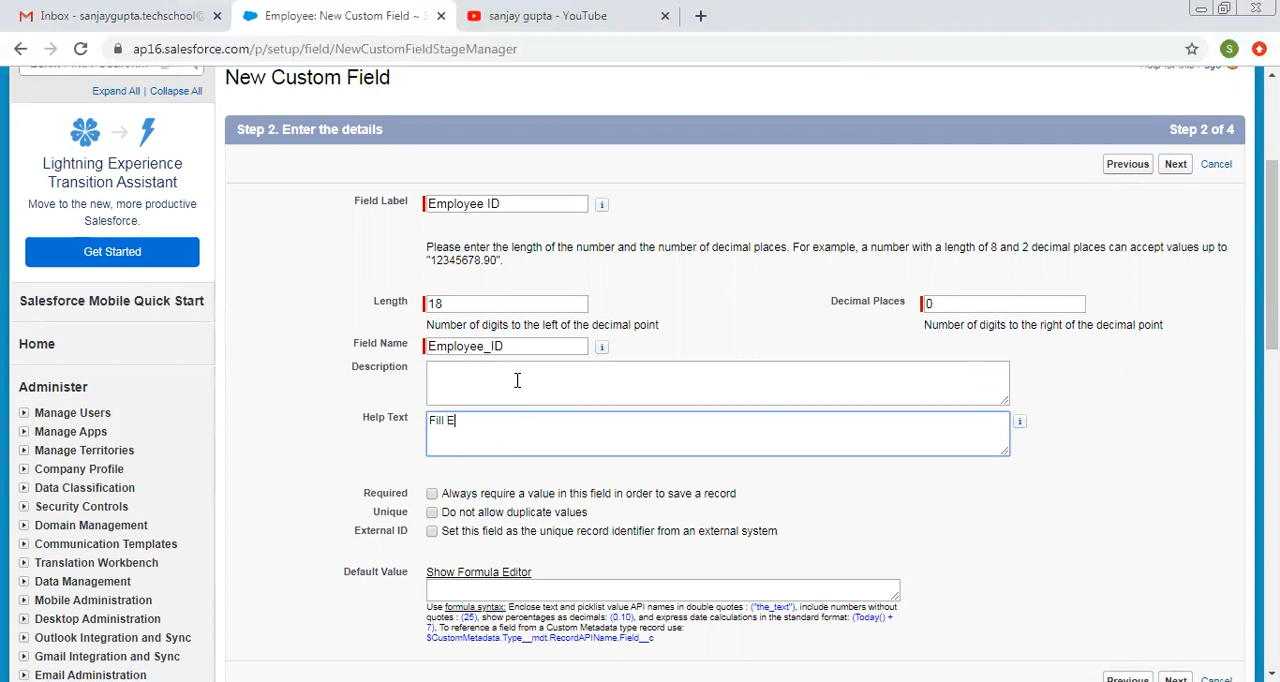 Inbox - sanjaygupta.techschool@
Employee: New Custom Field ~ S
sanjay gupta - YouTube
ap16.salesforce.com/p/setup/field/NewCustomFieldStageManager
S
Expand All | Collapse All
Lightning Experience
Transition Assistant
Move to the new, more productive
Salesforce.
Get Started
Salesforce Mobile Quick Start
Home
Administer
Manage Users
Manage Apps
Manage Territories
Company Profile
Data Classification
Security Controls
Domain Management
Communication Templates
Translation Workbench
Data Management
Mobile Administration
Desktop Administration
Outlook Integration and Sync
Gmail Integration and Sync
Email Administration
New Custom Field
Step 2. Enter the details
Step 2 of 4
Previous Next Cancel
Field Label Employee ID
Please enter the length of the number and the number of decimal places. For example, a number with a length of 8 and 2 decimal places can accept values up to
"12345678.90".
Length 18 Decimal Places 0
Number of digits to the left of the decimal point Number of digits to the right of the decimal point
Field Name Employee_ID
Description
Help Text Fill E
Required Always require a value in this field in order to save a record
Unique Do not allow duplicate values
External ID Set this field as the unique record identifier from an external system
Default Value Show Formula Editor
Use formula syntax: Enclose text and picklist value API names in double quotes : ("the_text"), include numbers without
quotes : (25), show percentages as decimals: (0.10), and express date calculations in the standard format: (Today() +
7). To reference a field from a Custom Metadata type record use:
$CustomMetadata.Type__mdt.RecordAPIName.Field__c
Previous Next Cancel